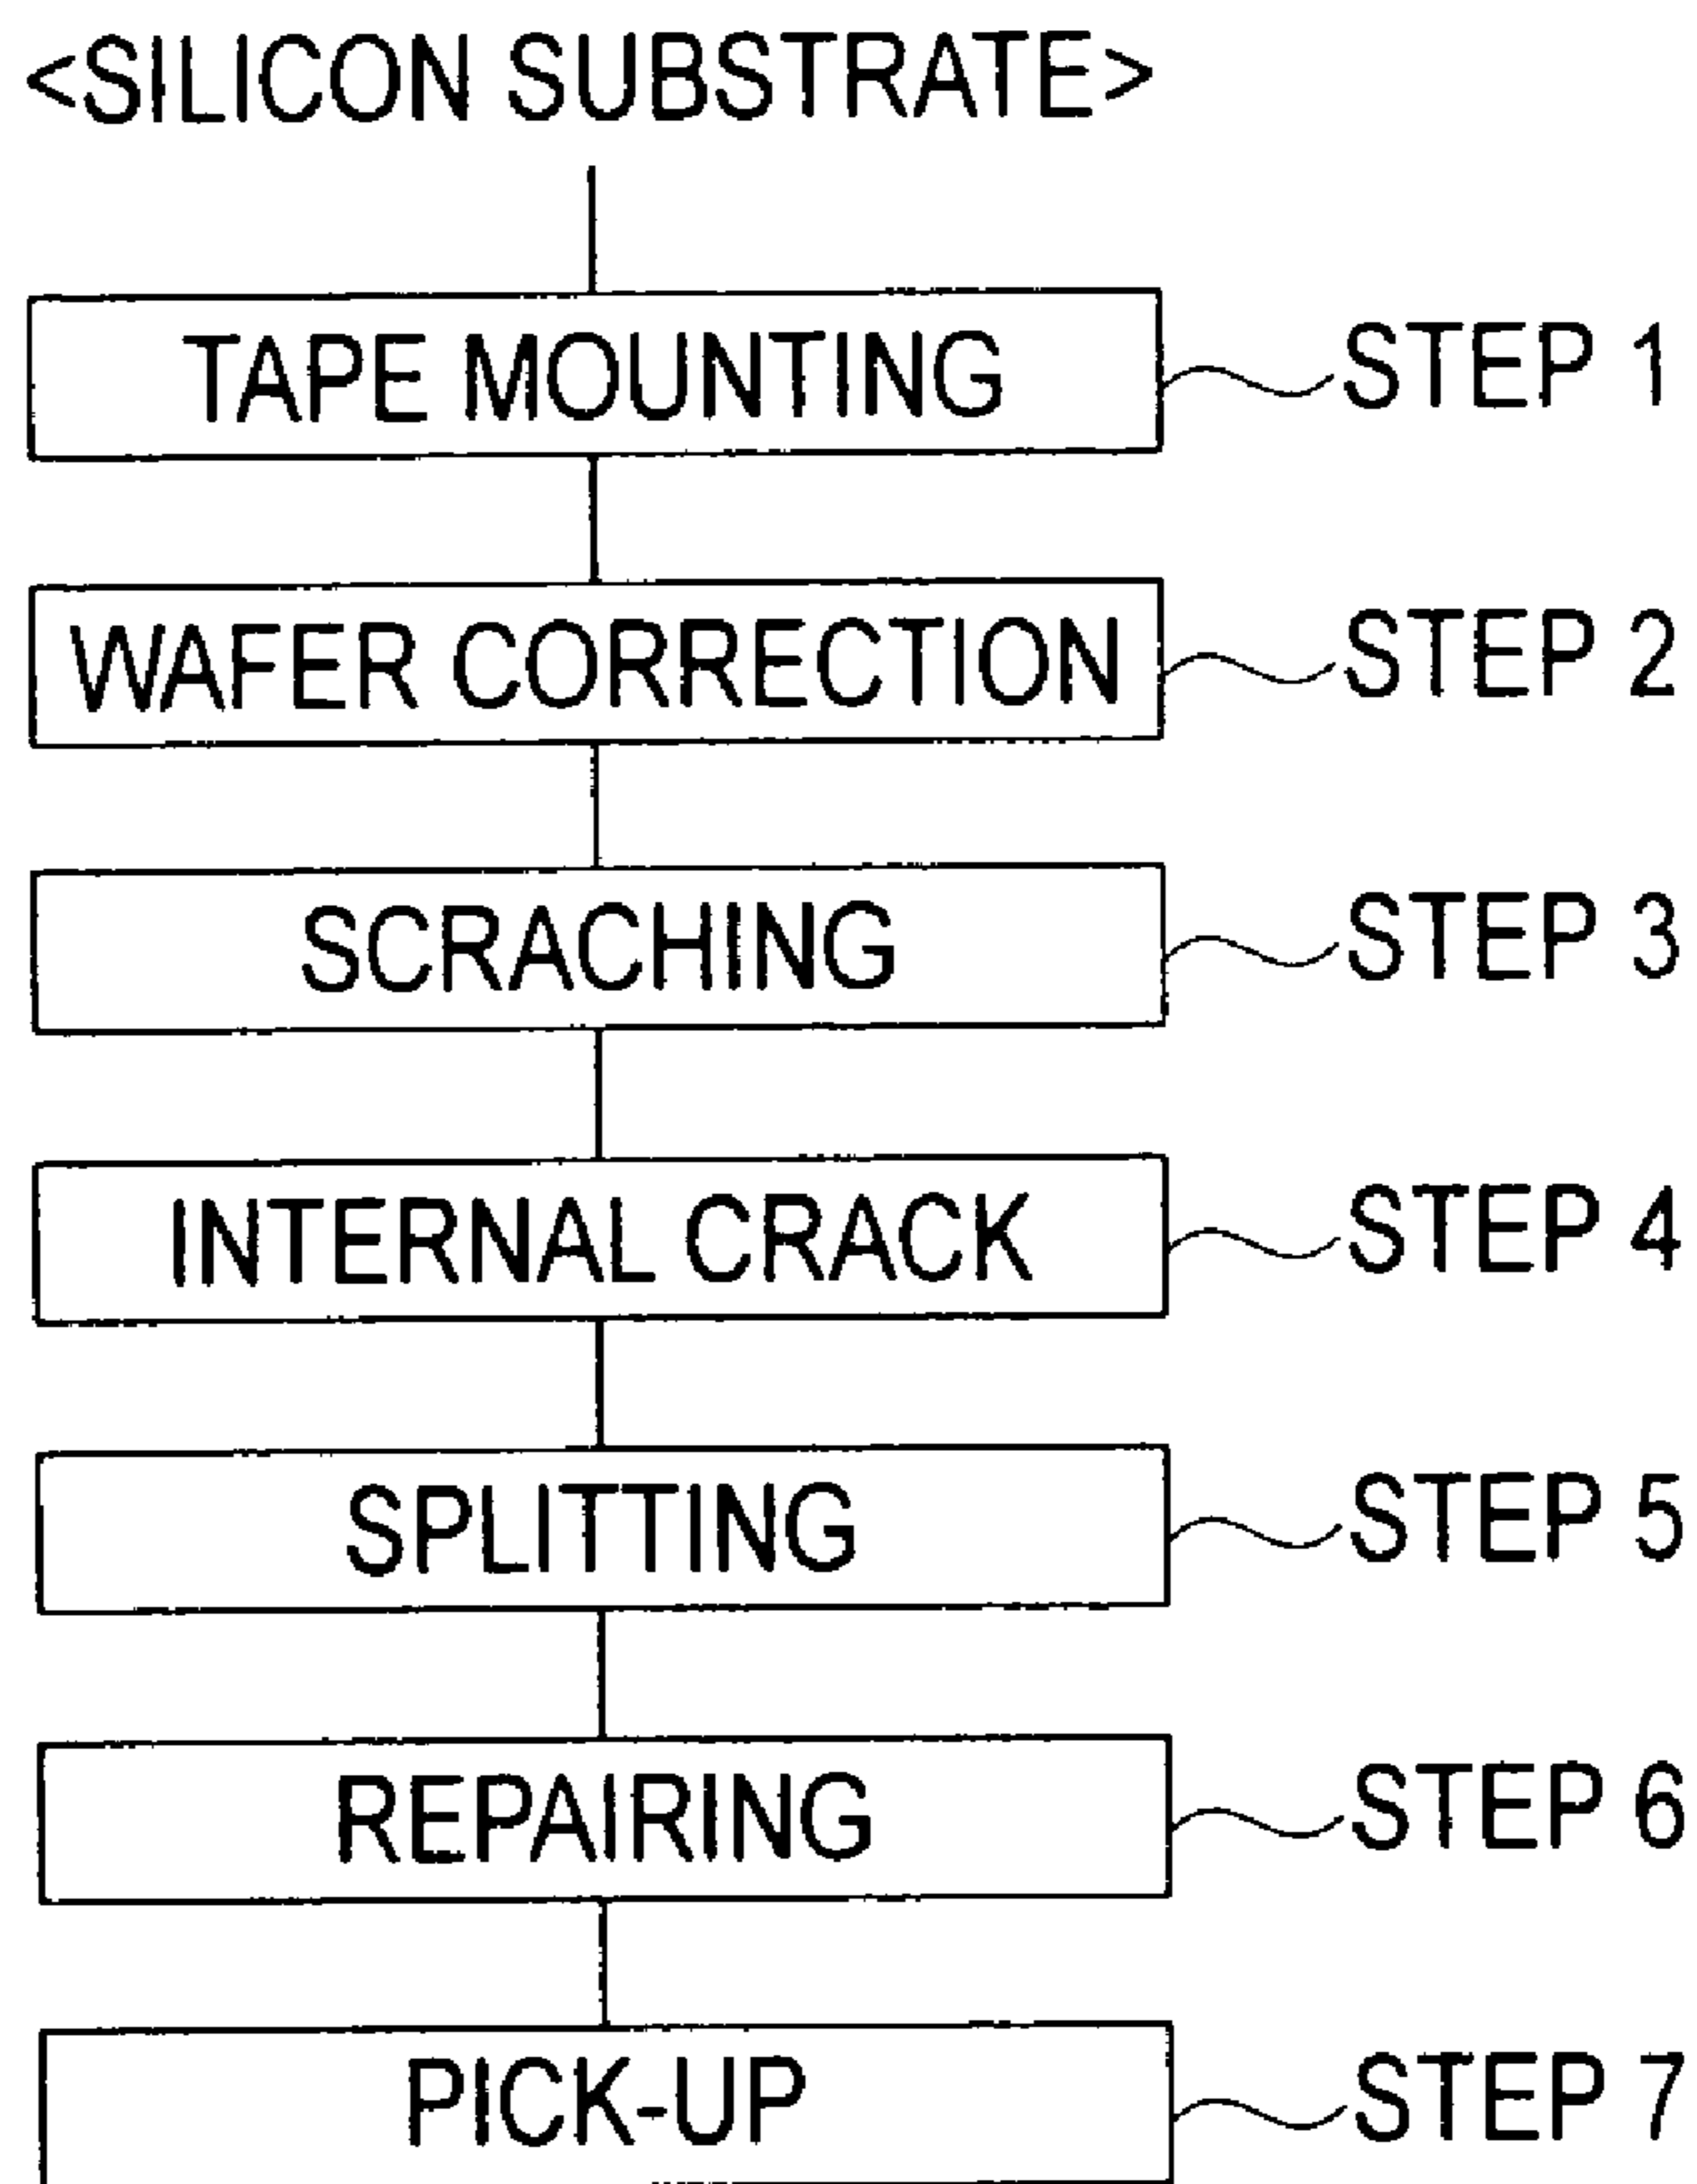 <SILICON SUBSTRATE>
TAPE MOUNTING STEP 1
WAFER CORRECTION STEP 2
SCRACHING STEP 3
INTERNAL CRACK STEP 4
SPLITTING STEP 5
REPAIRING STEP 6
PICK-UP STEP 7